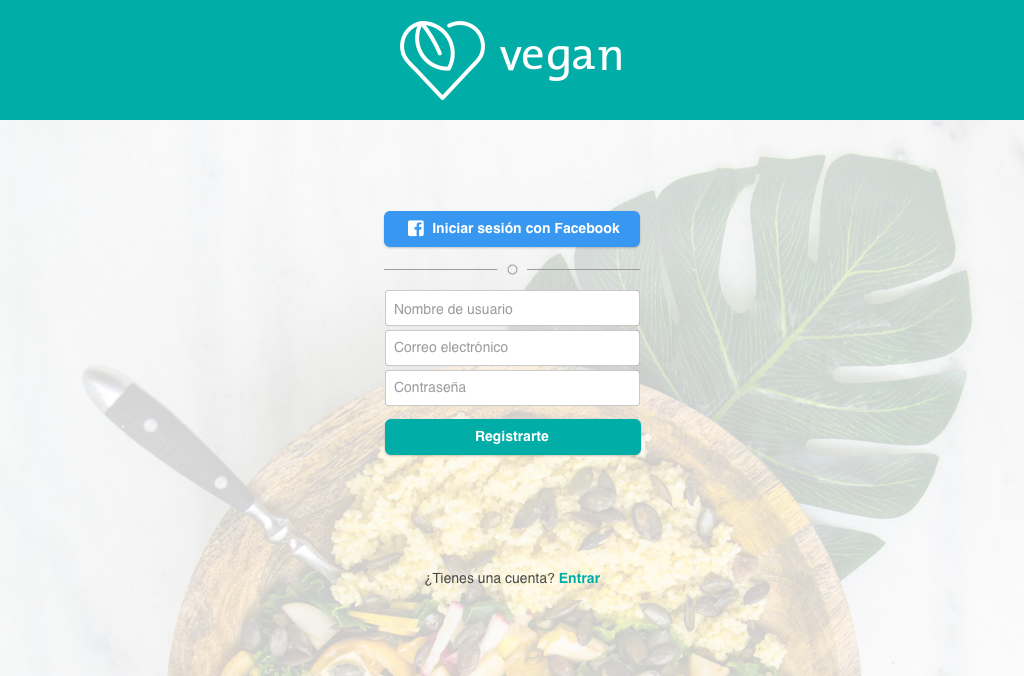 vegan
Iniciar sesión con Facebook
O
Nombre de usuario
Correo electrónico
Contraseña
Registrarte
¿Tienes una cuenta? Entrar